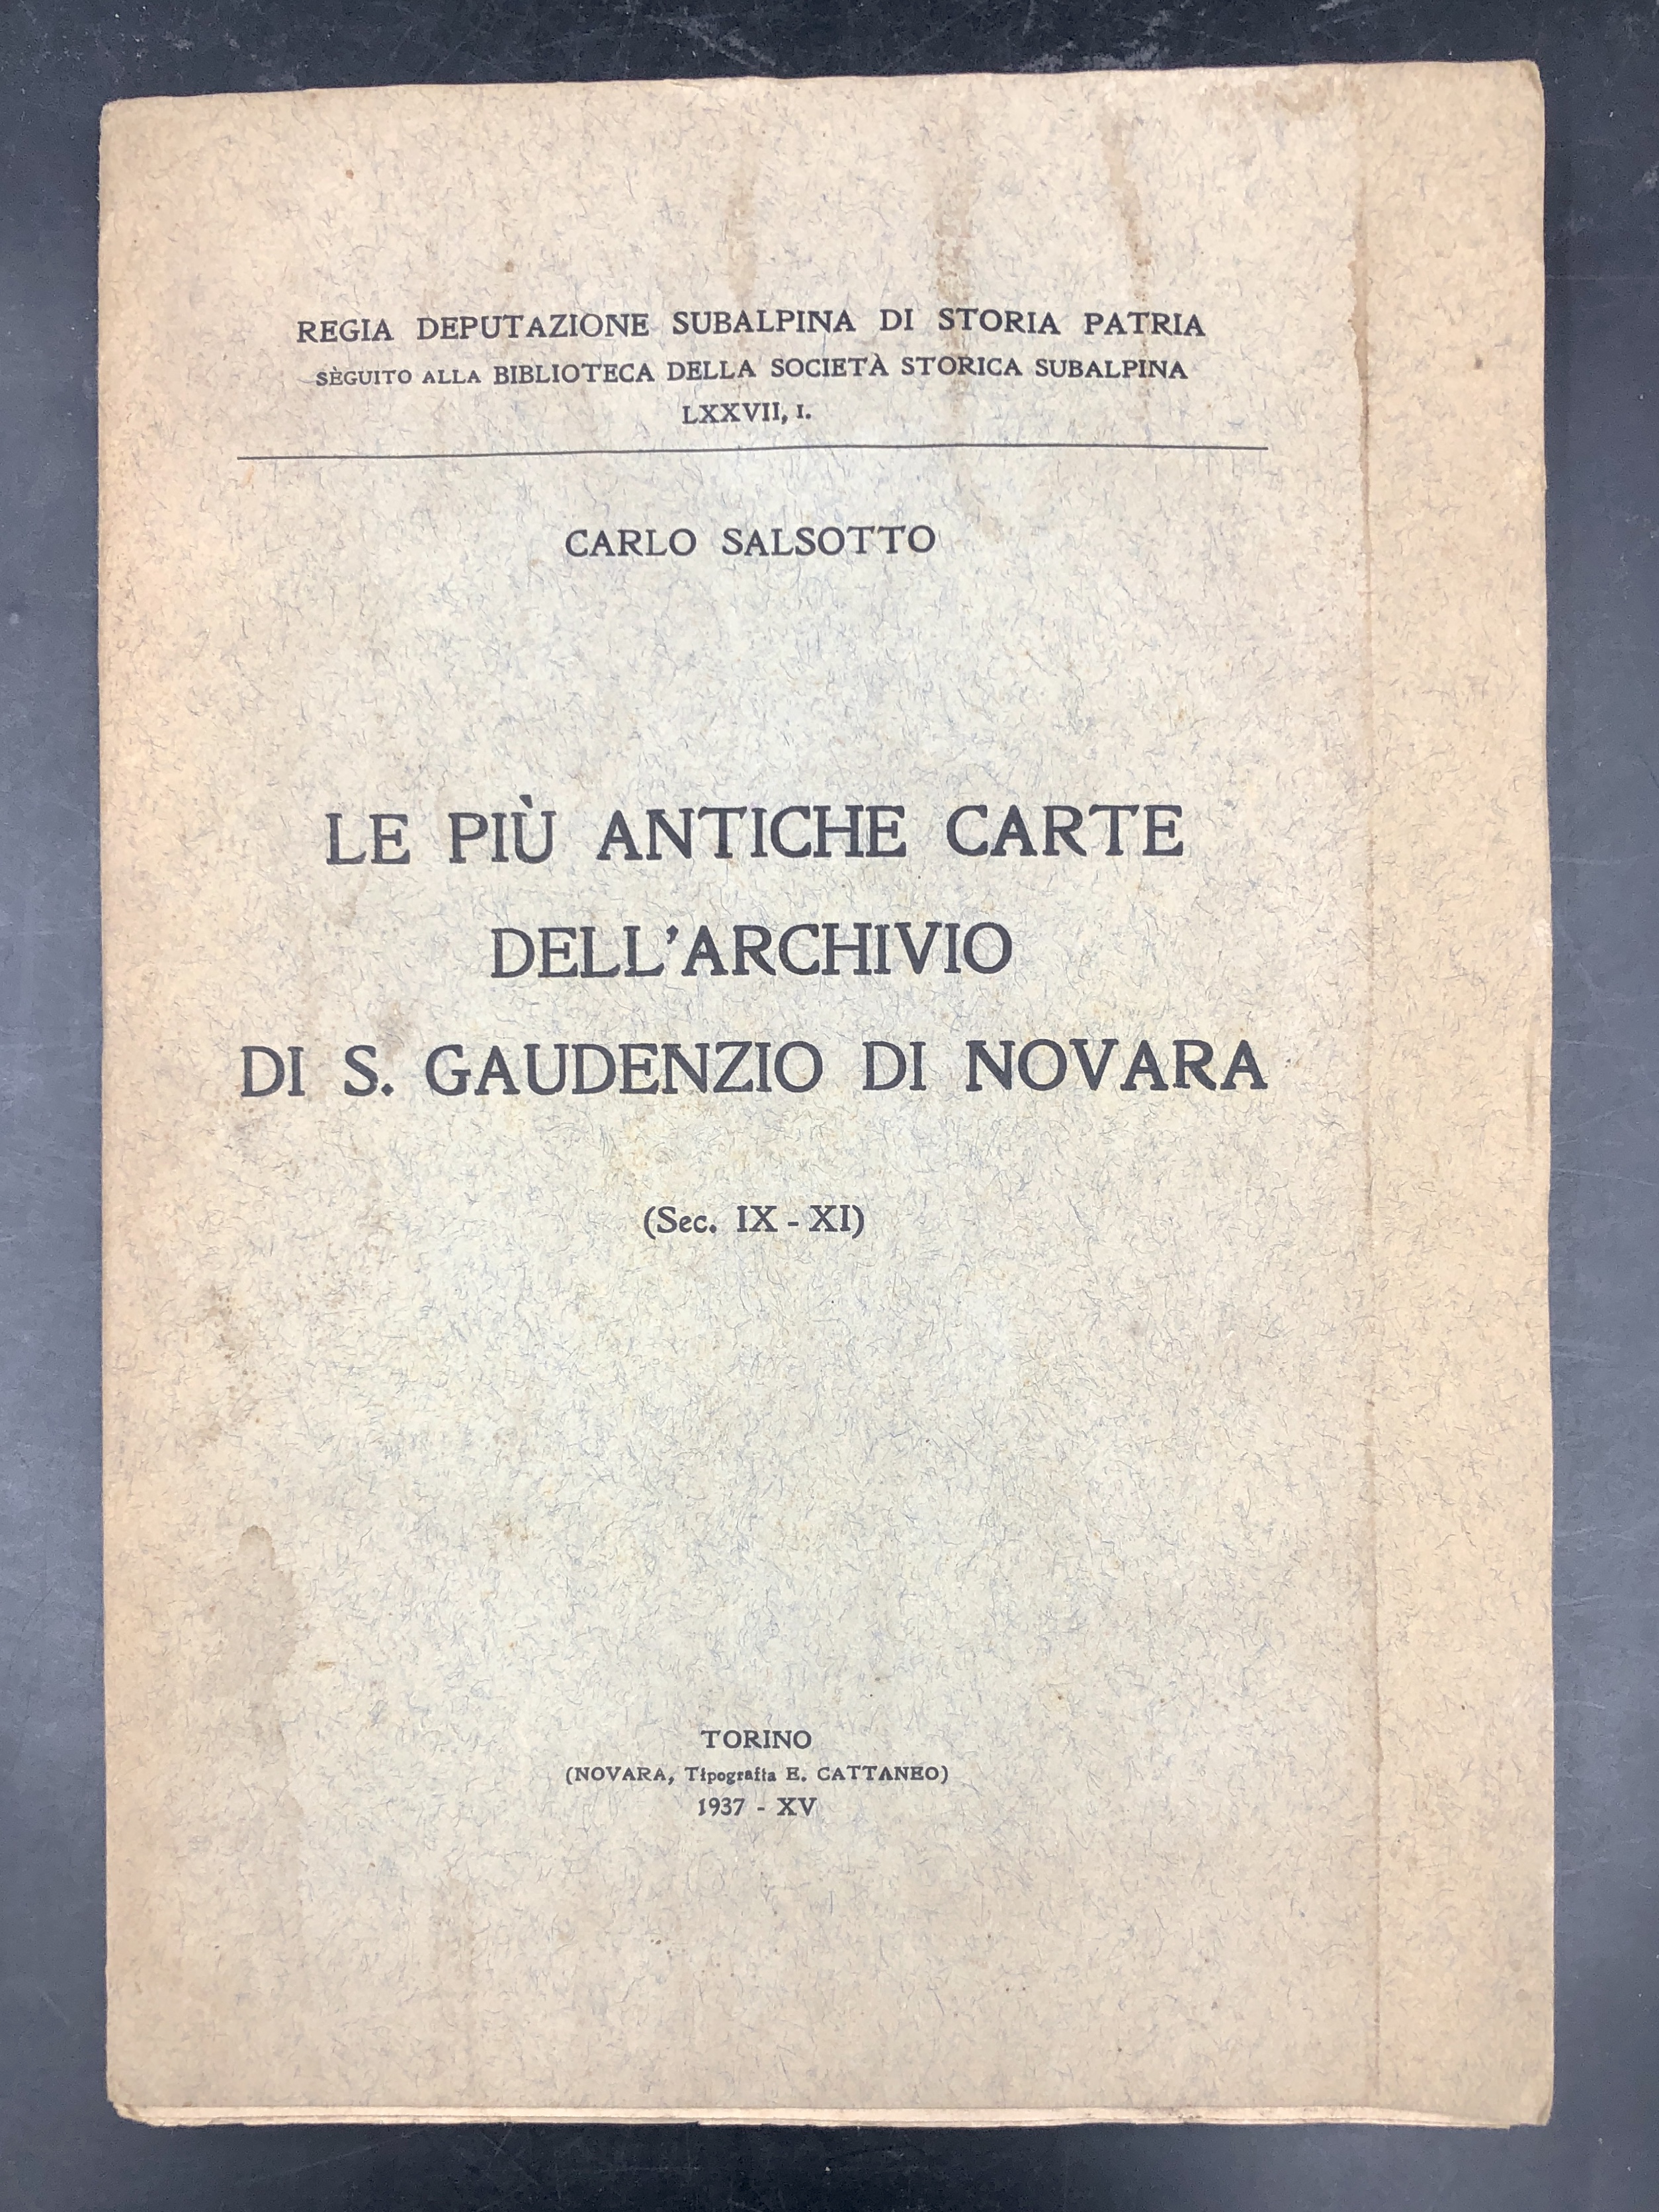 REGIA DEPUTAZIONE SUBALPINA DI STORIA PATRIA
SÈGUITO ALLA BIBLIOTECA DELLA SOCIETÀ STORICA SUBALPINA
LXXVII, I.
CARLO SALSOTTO
LE PIÙ ANTICHE CARTE
DELL'ARCHIVIO
DI S. GAUDENZIO DI NOVARA
(Sec. IX - XI)
TORINO
(NOVARA, Tipografia E. CATTANEO)
1937 - XV